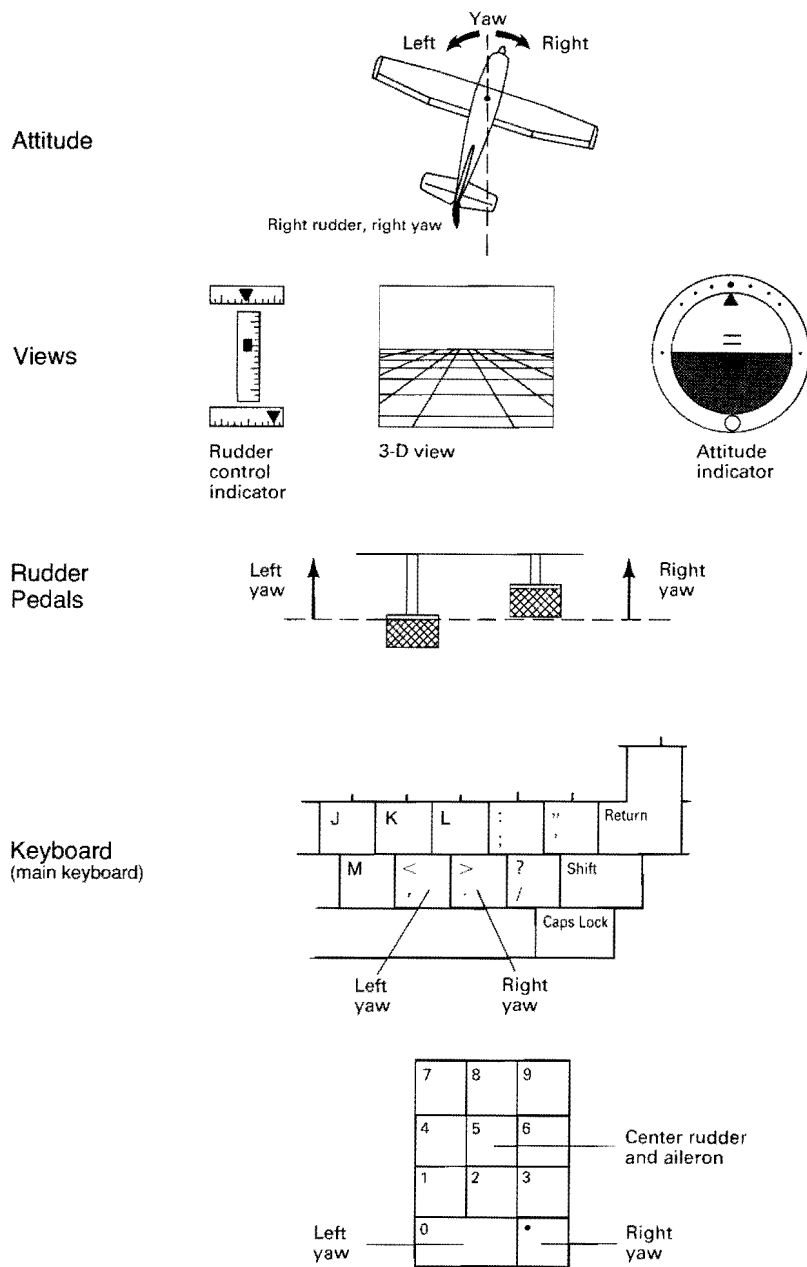 Yaw
Left Right
Attitude
Right rudder, right yaw
Views
Rudder
control
indicator
3-D view
Attitude
indicator
Rudder
Pedals
Left
yaw
Right
yaw
Keyboard
(main keyboard)
J K L : ; " ' Return
M < , > . ? / Shift
Caps Lock
Left
yaw
Right
yaw
7 8 9
4 5 6
Center rudder
and aileron
1 2 3
0 •
Left
yaw
Right
yaw